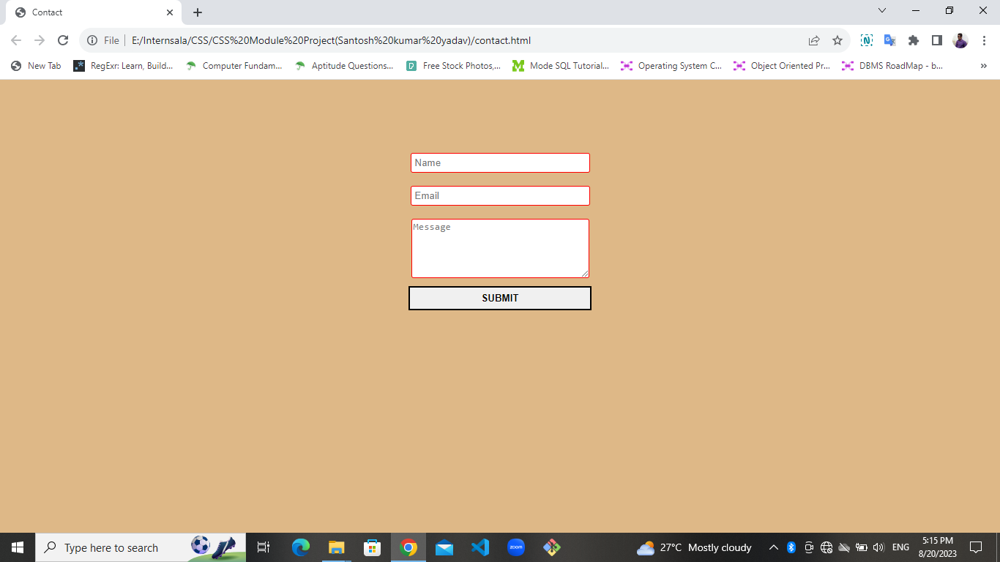 Contact
File E:/Internsala/CSS/CSS%20Module%20Project(Santosh%20kumar%20yadav)/contact.html
New Tab RegExr: Learn, Build... Computer Fundam... Aptitude Questions... Free Stock Photos,... Mode SQL Tutorial... Operating System C... Object Oriented Pr... DBMS RoadMap - b... »
Name
Email
Message
SUBMIT
Type here to search 27°C Mostly cloudy ENG 5:15 PM
8/20/2023